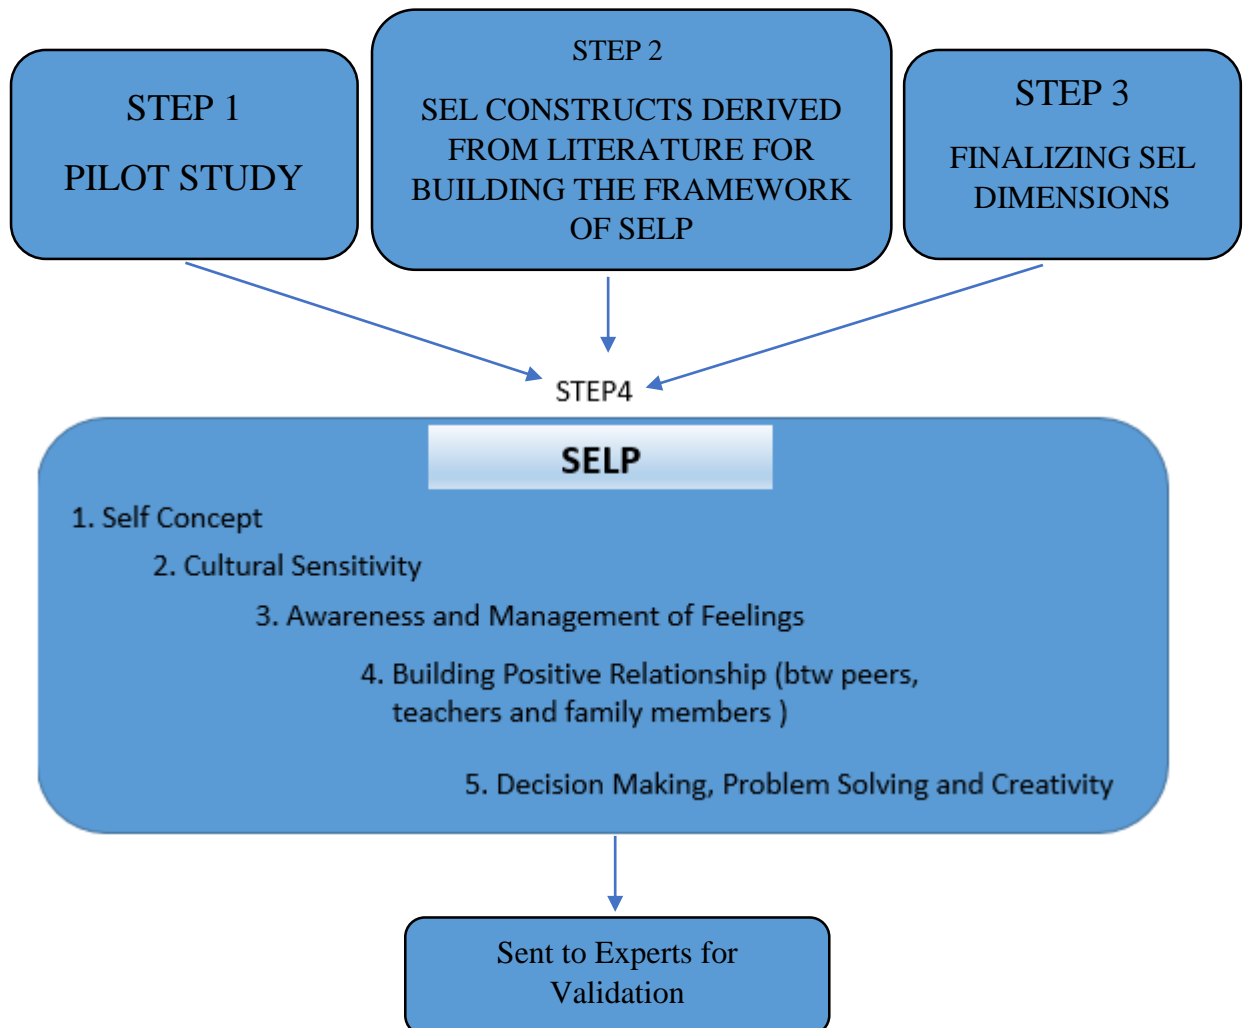 STEP 1
PILOT STUDY
STEP 2
SEL CONSTRUCTS DERIVED
FROM LITERATURE FOR
BUILDING THE FRAMEWORK
OF SELP
STEP 3
FINALIZING SEL
DIMENSIONS
STEP4
SELP
1. Self Concept
2. Cultural Sensitivity
3. Awareness and Management of Feelings
4. Building Positive Relationship (btw peers,
teachers and family members )
5. Decision Making, Problem Solving and Creativity
Sent to Experts for
Validation